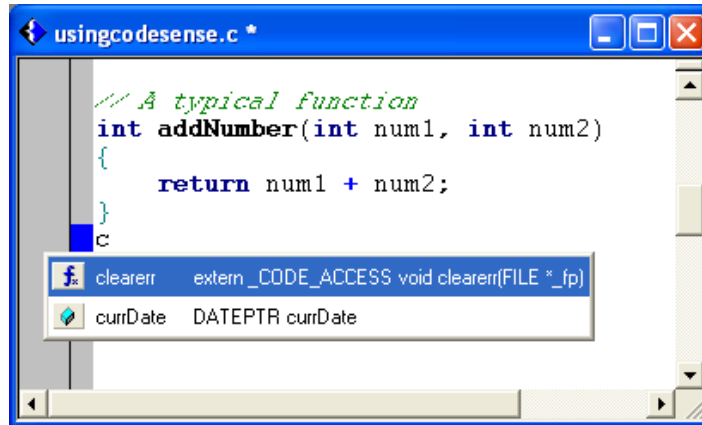 usingcodesense.c *
// A typical function
int addNumber(int num1, int num2)
{
return num1 + num2;
}
c
clearerr extern _CODE_ACCESS void clearerr(FILE *_fp)
currDate DATEPTR currDate